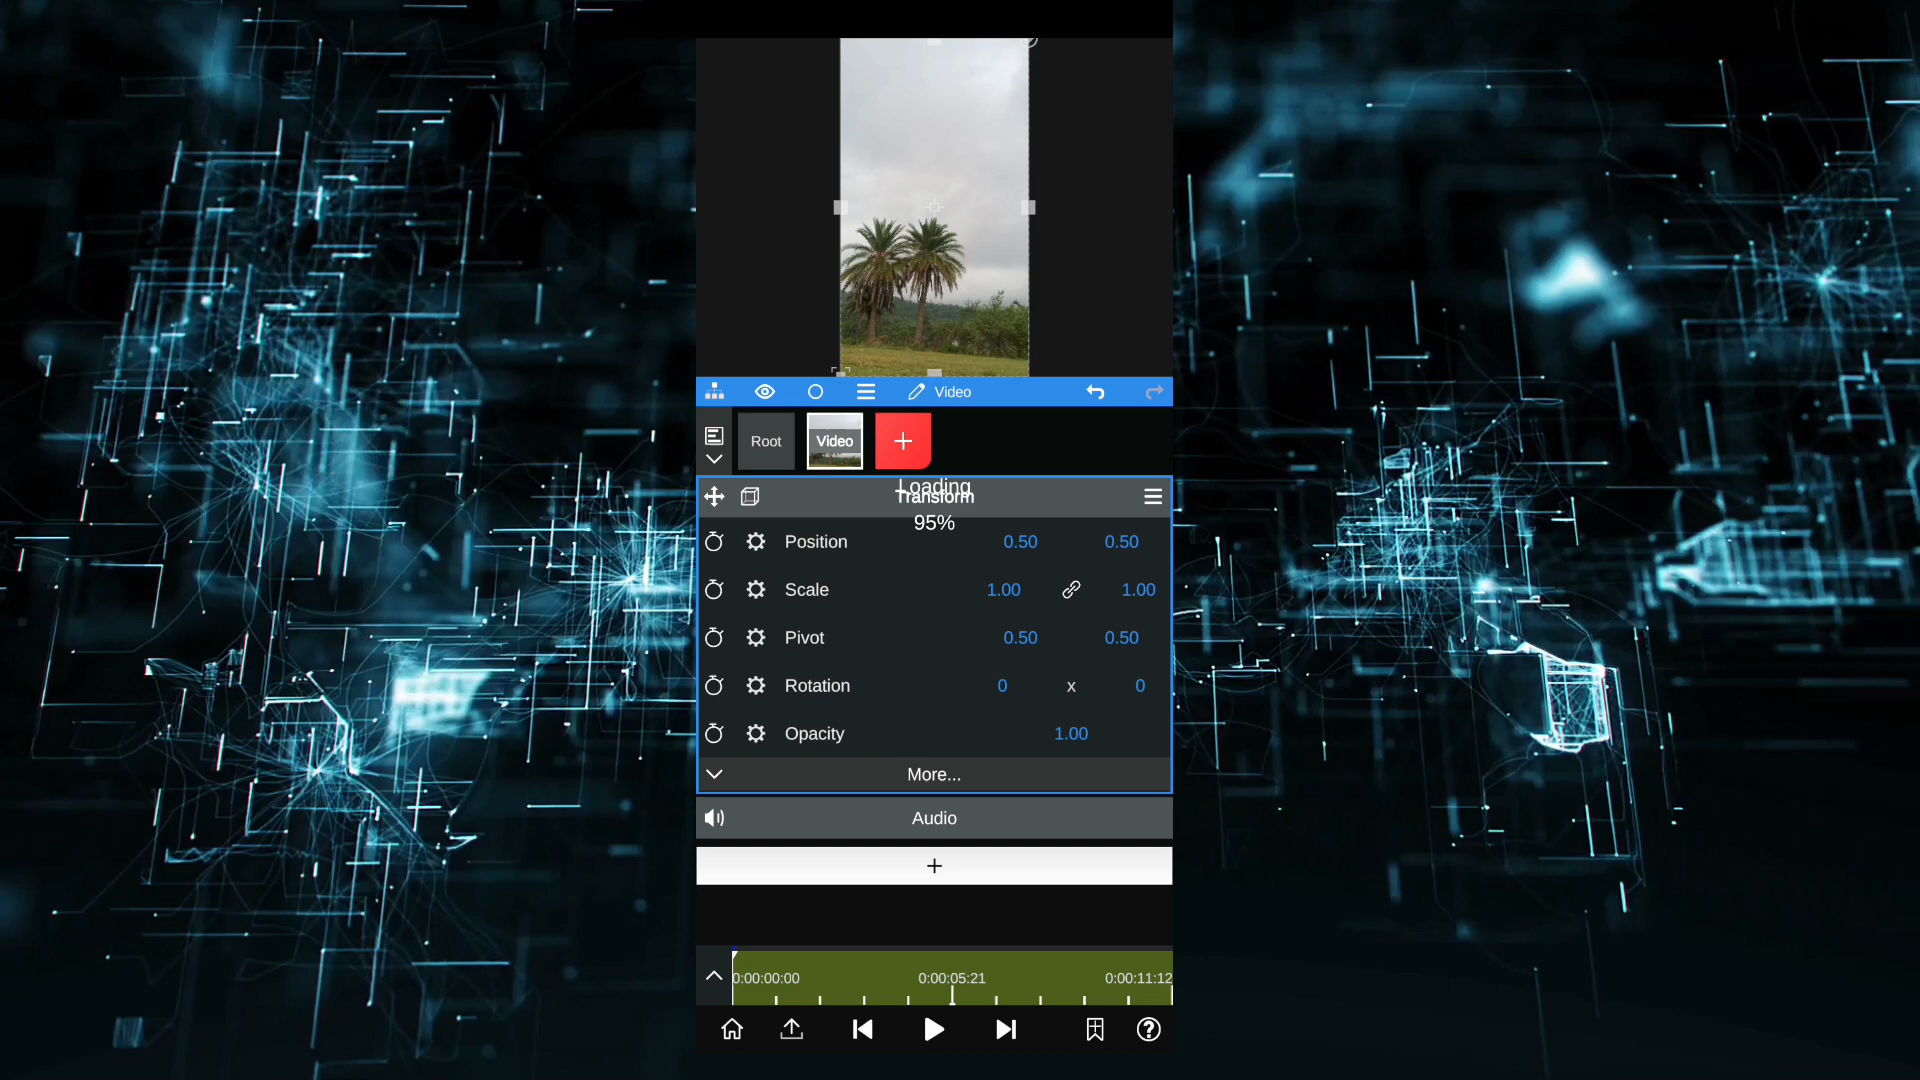 Video
Root
Video
Loading
Transform
95%
Position 0.50 0.50
Scale 1.00 1.00
Pivot 0.50 0.50
Rotation 0 x 0
Opacity 1.00
More...
Audio
0:00:00:00 0:00:05:21 0:00:11:12